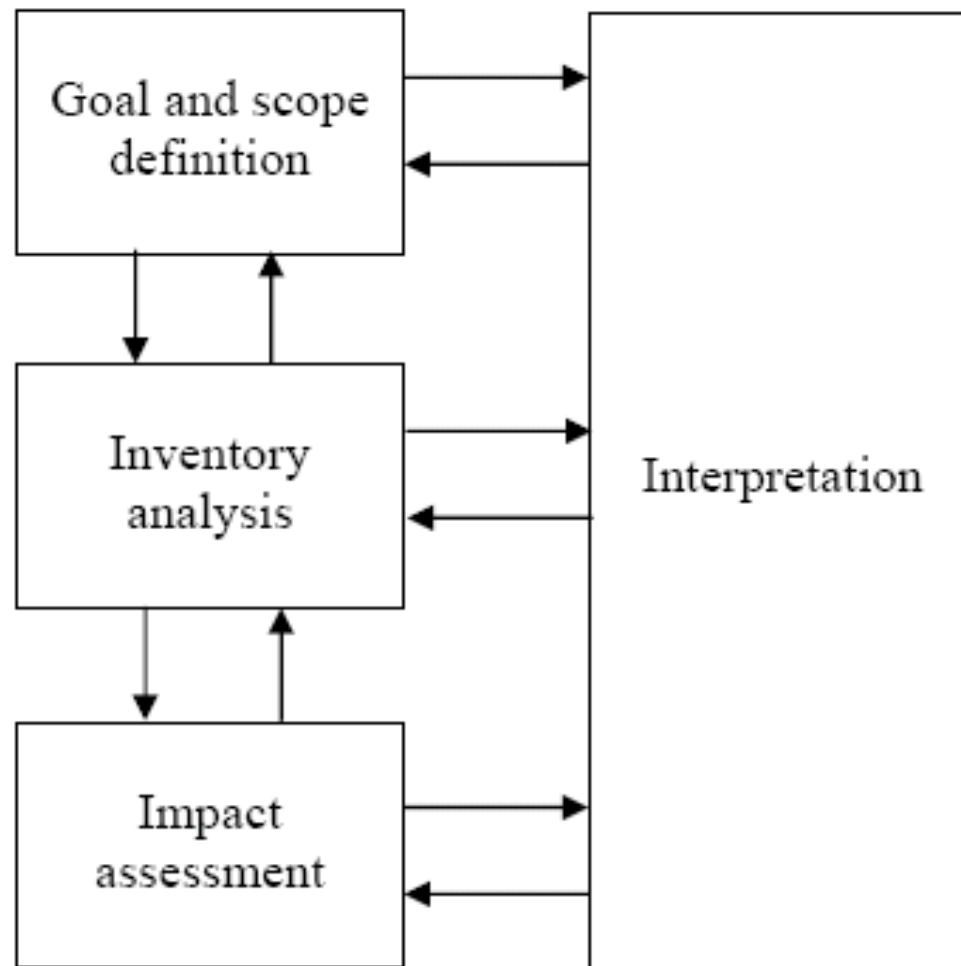 Goal and scope
definition
Inventory
analysis
Interpretation
Impact
assessment